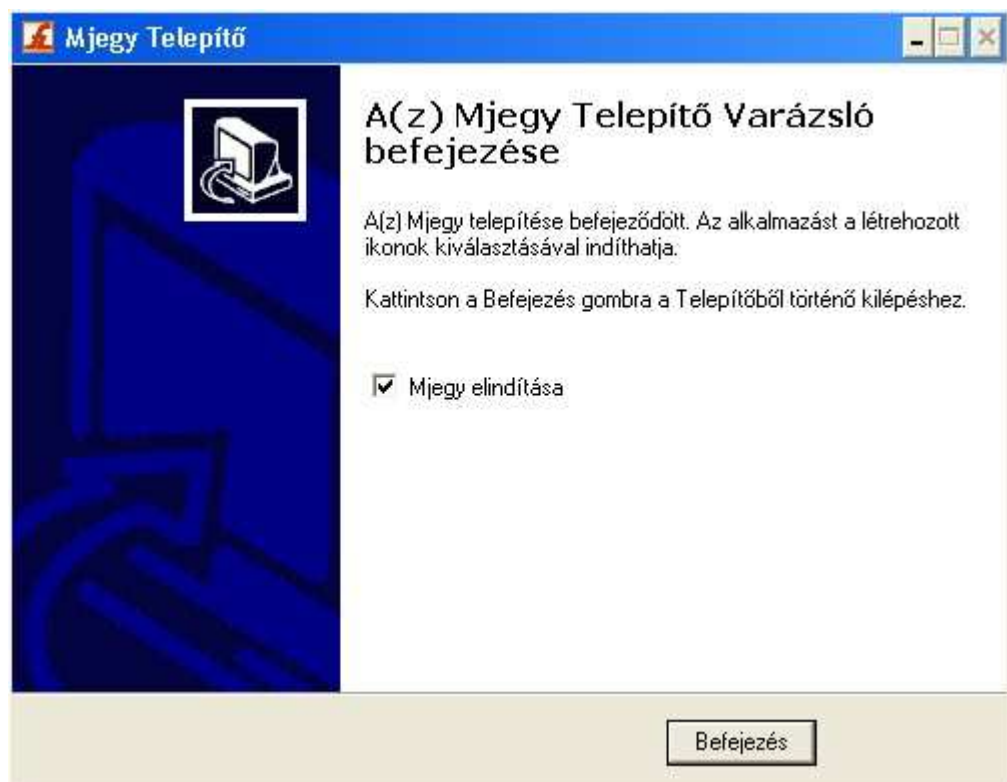 Mjegy Telepítő
A(z) Mjegy Telepítő Varázsló
befejezése
A(z) Mjegy telepítése befejeződött. Az alkalmazást a létrehozott
ikonok kiválasztásával indíthatja.
Kattintson a Befejezés gombra a Telepítőből történő kilépéshez.
Mjegy elindítása
Befejezés